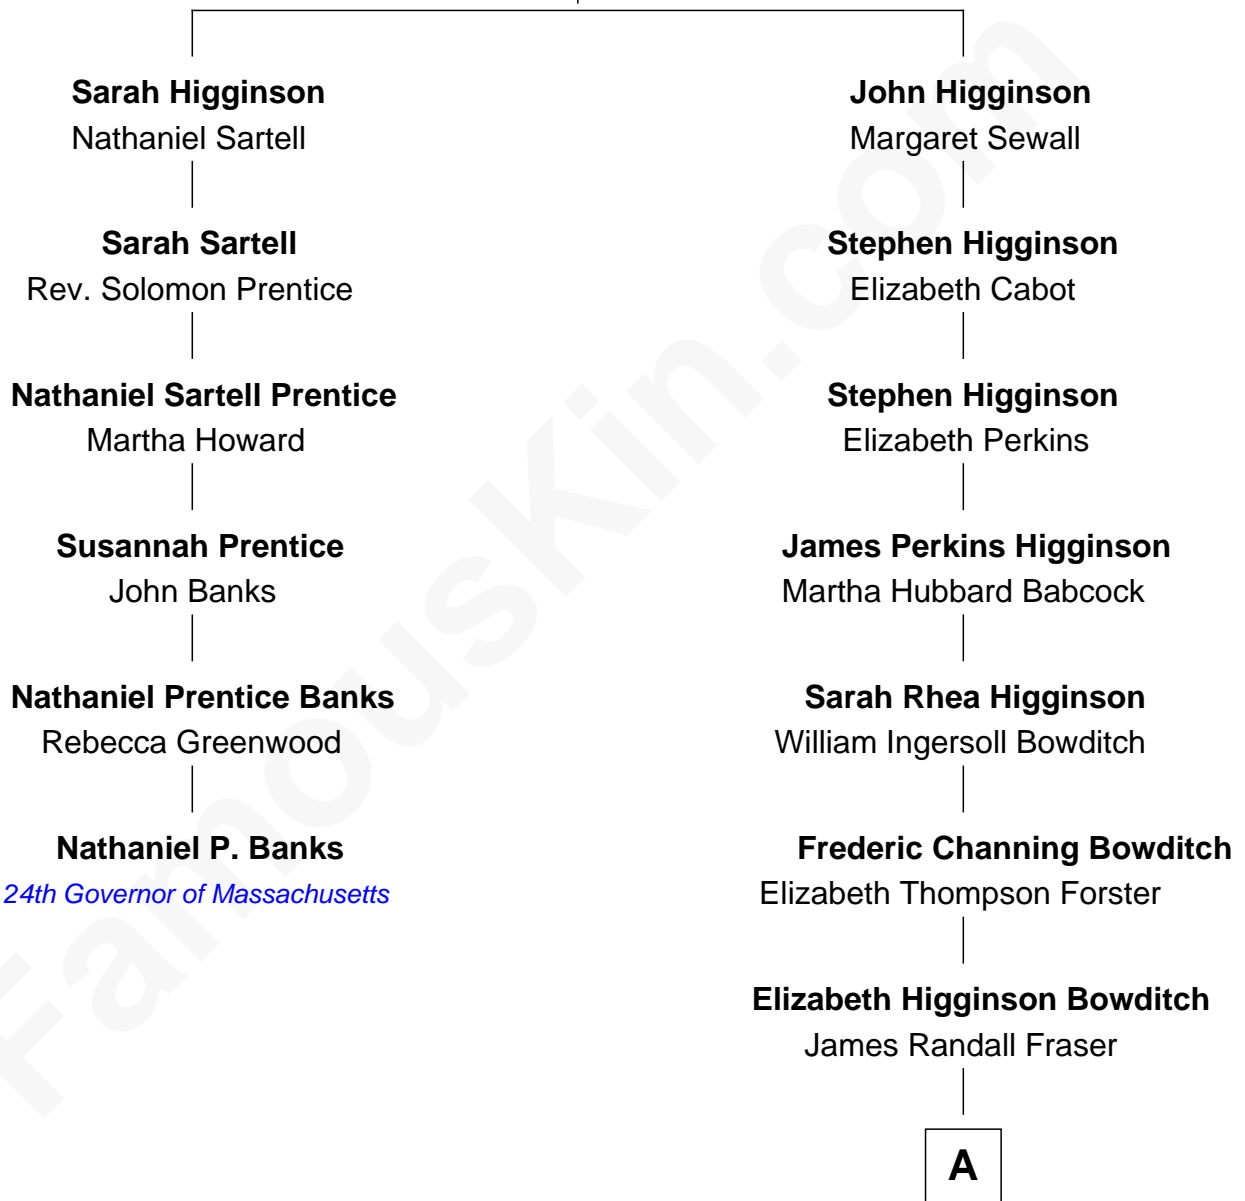 Sarah Higginson
Nathaniel Sartell
Sarah Sartell
Rev. Solomon Prentice
Nathaniel Sartell Prentice
Martha Howard
Susannah Prentice
John Banks
Nathaniel Prentice Banks
Rebecca Greenwood
Nathaniel P. Banks
24th Governor of Massachusetts
John Higginson
Margaret Sewall
Stephen Higginson
Elizabeth Cabot
Stephen Higginson
Elizabeth Perkins
James Perkins Higginson
Martha Hubbard Babcock
Sarah Rhea Higginson
William Ingersoll Bowditch
Frederic Channing Bowditch
Elizabeth Thompson Forster
Elizabeth Higginson Bowditch
James Randall Fraser
A
FamousKin.com